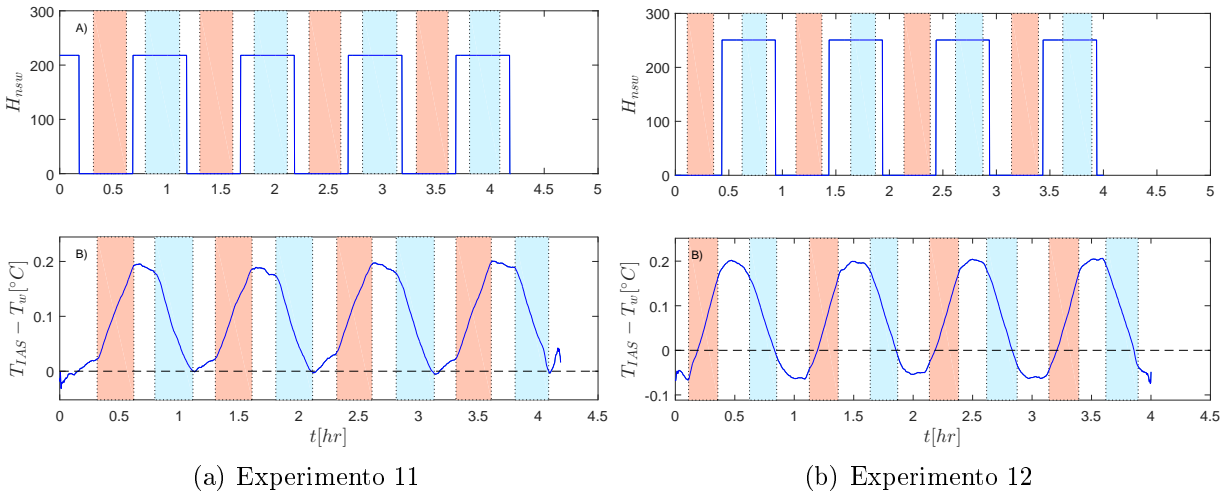 A)
H_nsw
300
200
100
0
0 0.5 1 1.5 2 2.5 3 3.5 4 4.5 5
B)
T_IAS − T_w[°C]
0.2
0.1
0
0 0.5 1 1.5 2 2.5 3 3.5 4 4.5
t[hr]
(a) Experimento 11
H_nsw
300
200
100
0
0 0.5 1 1.5 2 2.5 3 3.5 4 4.5 5
B)
T_IAS − T_w[°C]
0.2
0.1
0
-0.1
0 0.5 1 1.5 2 2.5 3 3.5 4 4.5
t[hr]
(b) Experimento 12